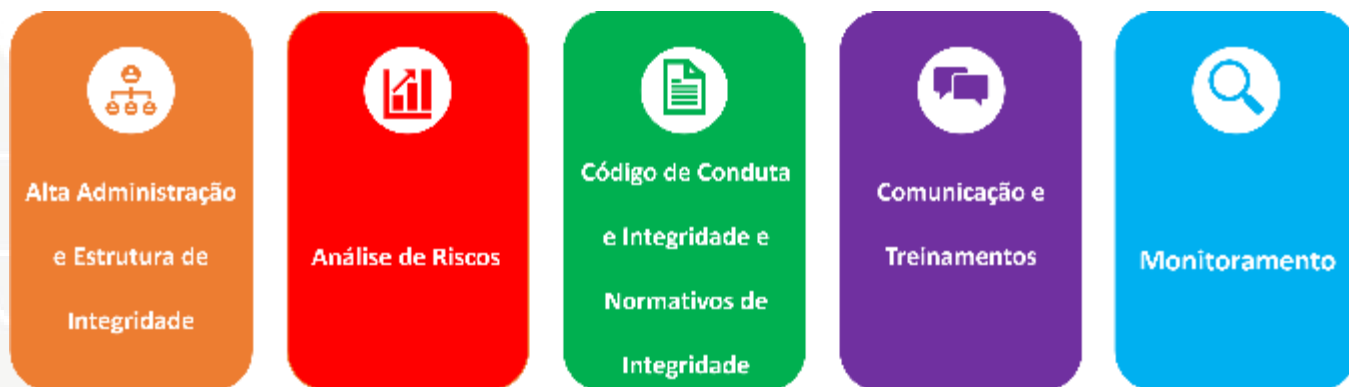 Alta Administração
e Estrutura de
Integridade
Análise de Riscos
Código de Conduta
e Integridade e
Normativos de
Integridade
Comunicação e
Treinamentos
Monitoramento